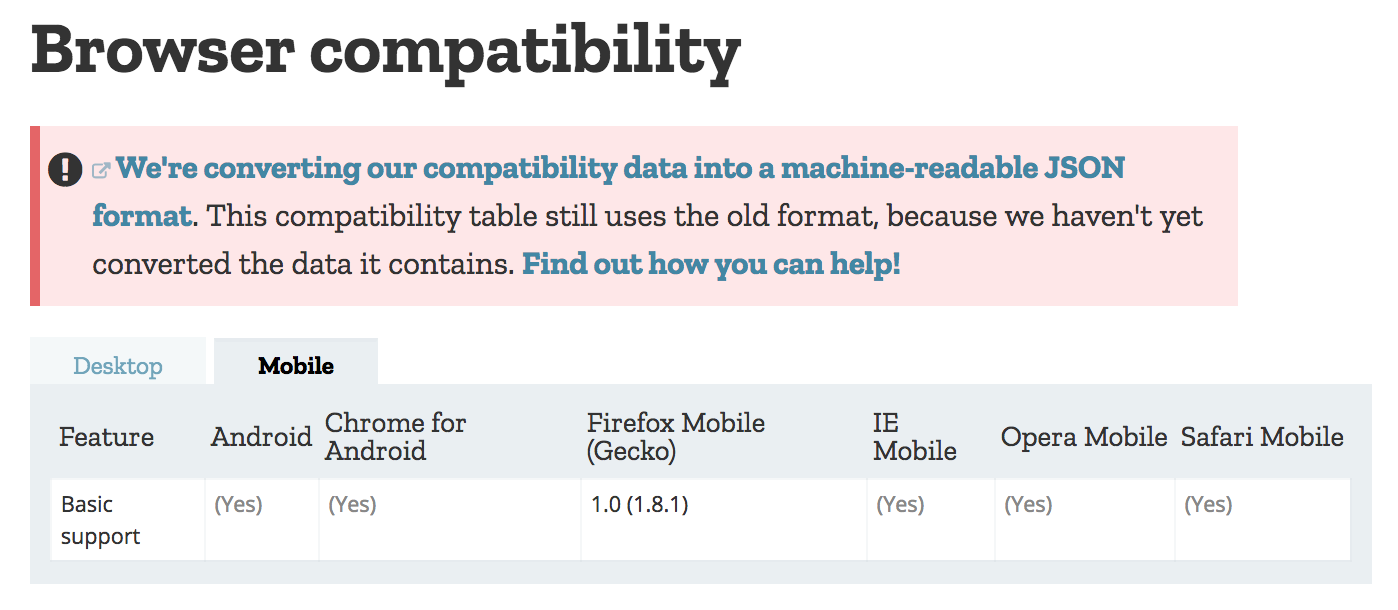 Browser compatibility
We're converting our compatibility data into a machine-readable JSON
format. This compatibility table still uses the old format, because we haven't yet
converted the data it contains. Find out how you can help!
Desktop Mobile
Feature Android Chrome for Android Firefox Mobile (Gecko) IE Mobile Opera Mobile Safari Mobile
Basic support (Yes) (Yes) 1.0 (1.8.1) (Yes) (Yes) (Yes)